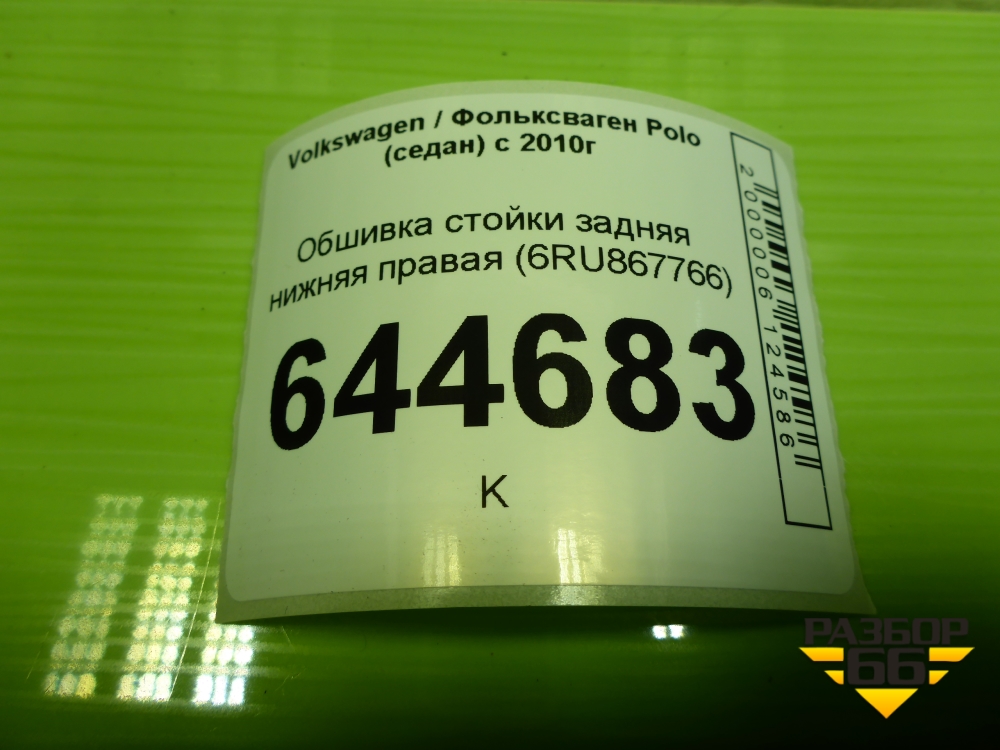 Volkswagen / Фольксваген Polo
(седан) с 2010г
Обшивка стойки задняя
нижняя правая (6RU867766)
644683
К
2000006124586
РАЗБОР
66